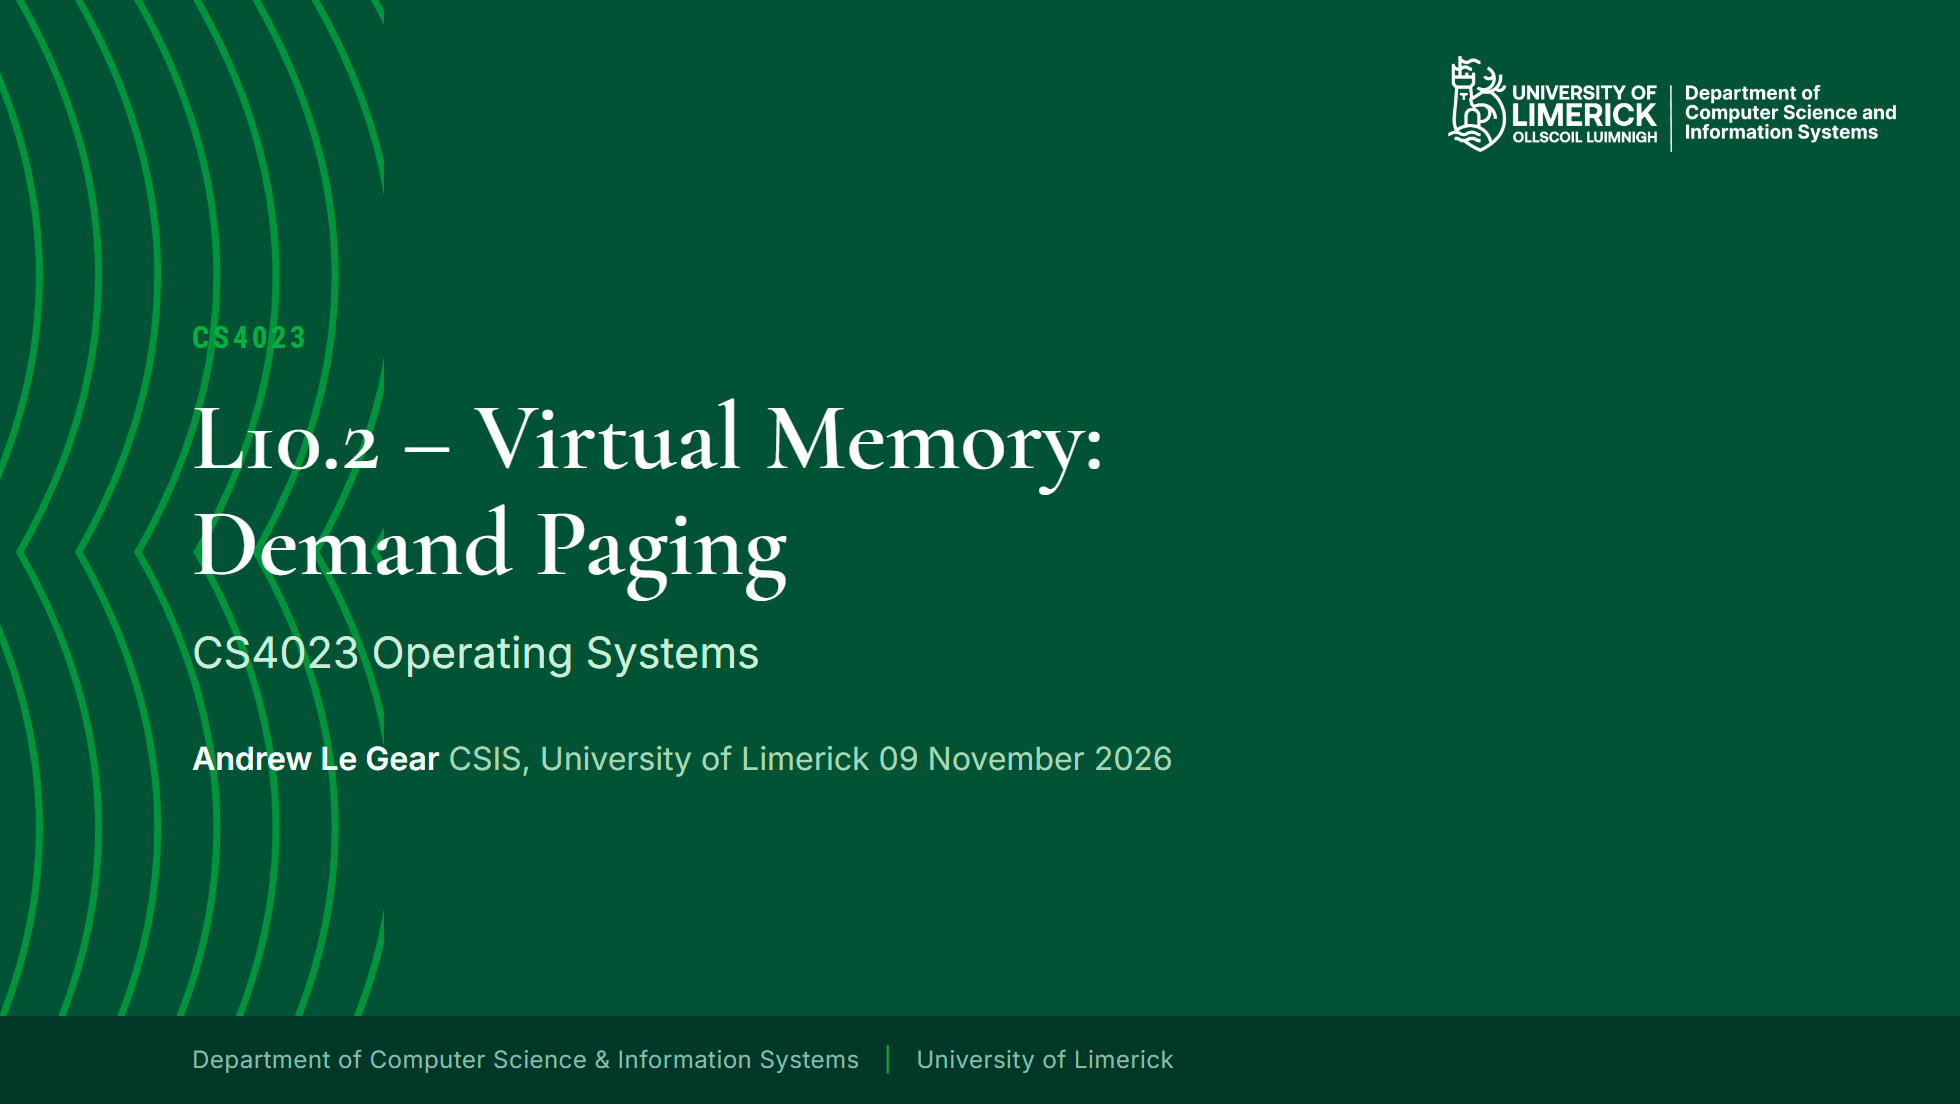 UNIVERSITY OF
LIMERICK
OLLSCOIL LUIMNIGH
Department of
Computer Science and
Information Systems
CS4023
L10.2 – Virtual Memory:
Demand Paging
CS4023 Operating Systems
Andrew Le Gear CSIS, University of Limerick 09 November 2026
Department of Computer Science & Information Systems | University of Limerick